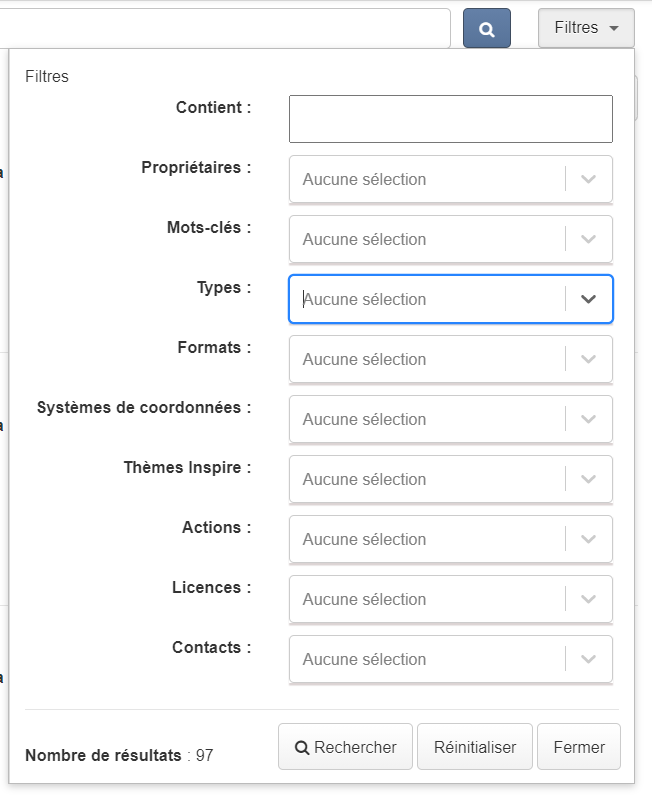 Filtres
Filtres
Contient :
Propriétaires : Aucune sélection
Mots-clés : Aucune sélection
Types : Aucune sélection
Formats : Aucune sélection
Systèmes de coordonnées : Aucune sélection
Thèmes Inspire : Aucune sélection
Actions : Aucune sélection
Licences : Aucune sélection
Contacts : Aucune sélection
Nombre de résultats : 97 Rechercher Réinitialiser Fermer